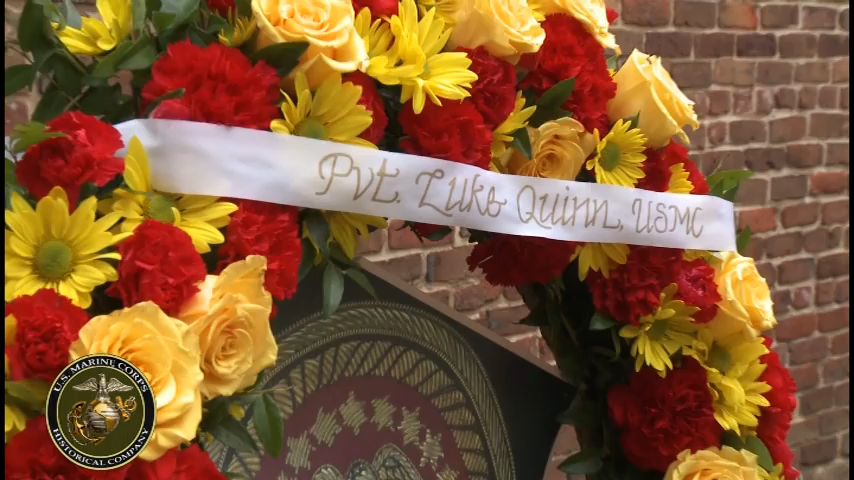 Pvt. Luke Quinn, USMC
U.S. MARINE CORPS
HISTORICAL COMPANY